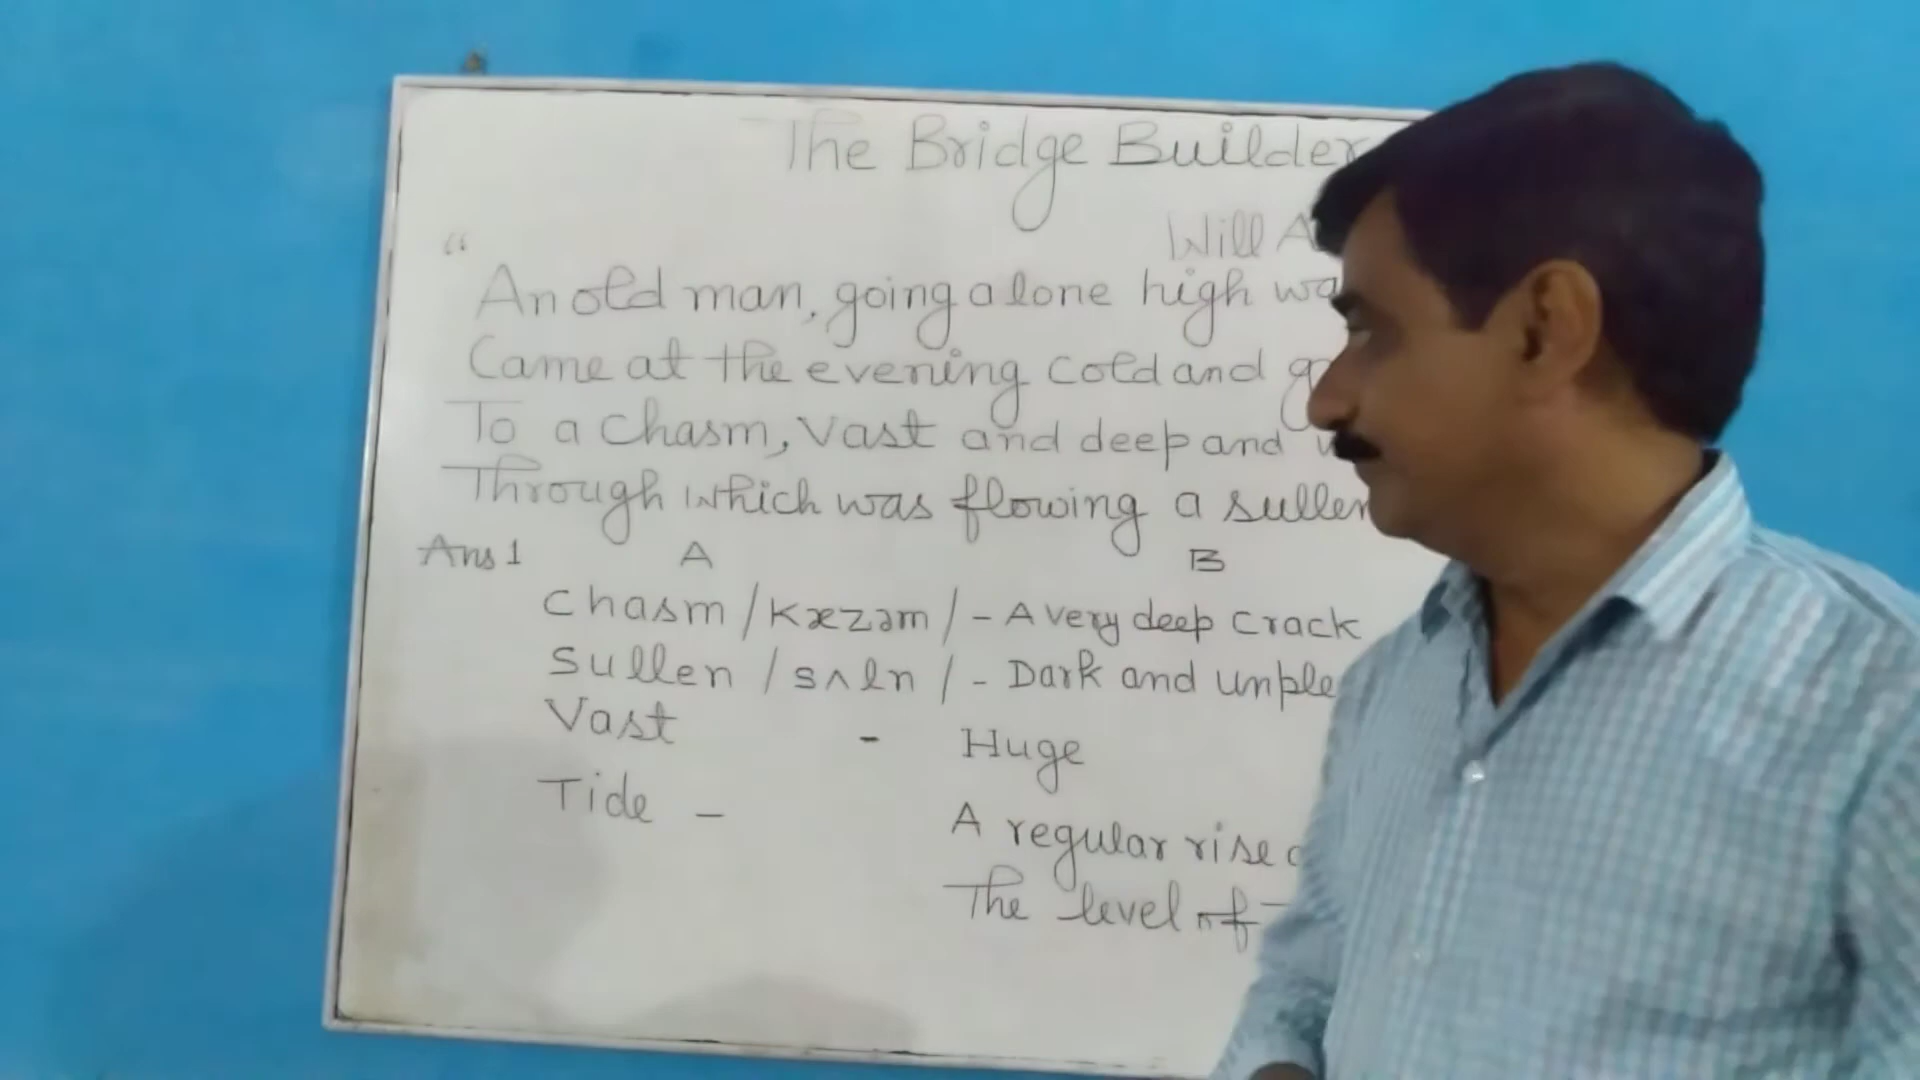 The Bridge Builder
Will
“
An old man, going alone high
Came at the evening cold and
To a Chasm, Vast and deep and
Through which was flowing a sullen
Ans 1 A B
Chasm /Kæzəm/ - A very deep Crack
Sullen /sʌln/ - Dark and
Vast - Huge
Tide - A regular rise
The level of